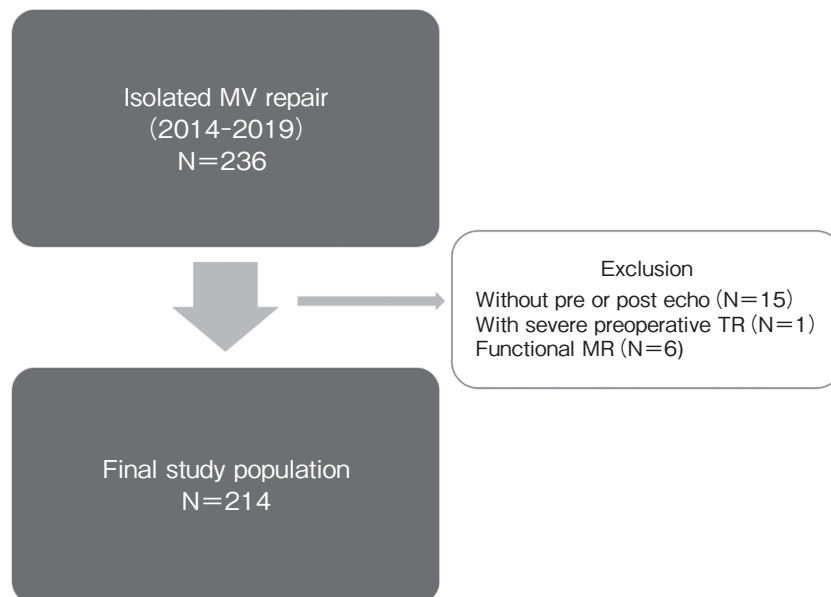 Isolated MV repair
(2014-2019)
N=236
Exclusion
Without pre or post echo (N=15)
With severe preoperative TR (N=1)
Functional MR (N=6)
Final study population
N=214